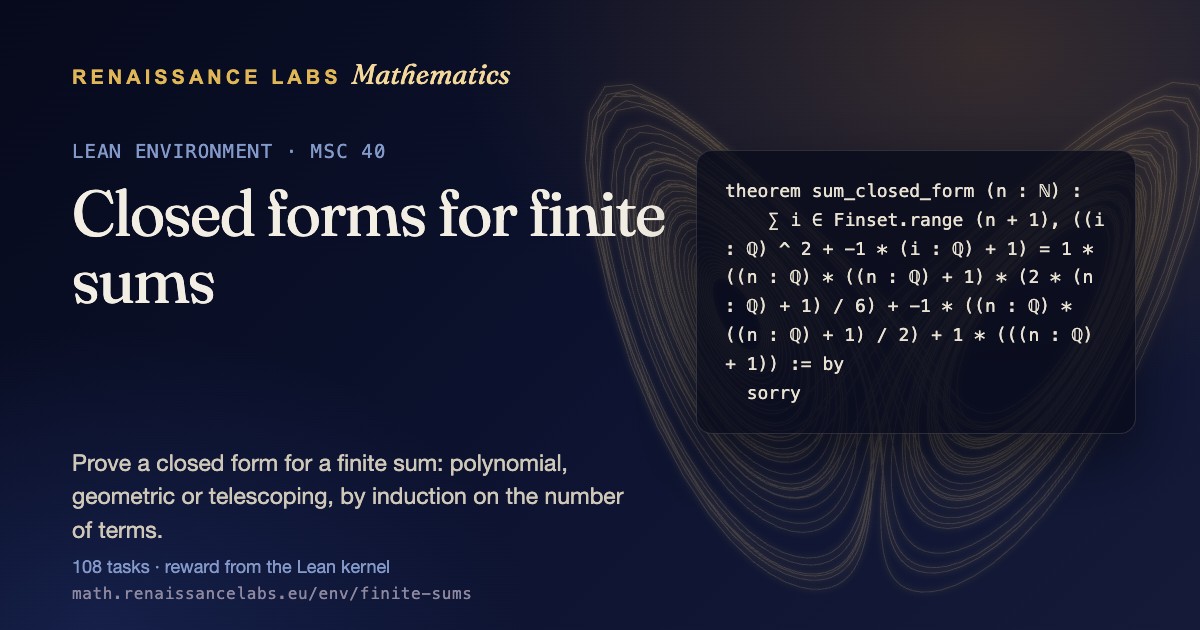 RENAISSANCE LABS Mathematics
LEAN ENVIRONMENT · MSC 40
Closed forms for finite
sums
theorem sum_closed_form (n : ℕ) :
    ∑ i ∈ Finset.range (n + 1), ((i
: ℚ) ^ 2 + -1 * (i : ℚ) + 1) = 1 *
((n : ℚ) * ((n : ℚ) + 1) * (2 * (n
: ℚ) + 1) / 6) + -1 * ((n : ℚ) *
((n : ℚ) + 1) / 2) + 1 * (((n : ℚ)
+ 1)) := by
  sorry
Prove a closed form for a finite sum: polynomial,
geometric or telescoping, by induction on the number
of terms.
108 tasks · reward from the Lean kernel
math.renaissancelabs.eu/env/finite-sums